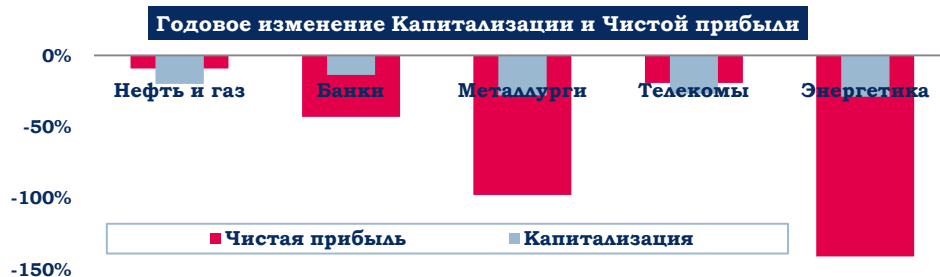 Годовое изменение Капитализации и Чистой прибыли
0%
Нефть и газ Банки Металлурги Телекомы Энергетика
-50%
-100%
Чистая прибыль Капитализация
-150%